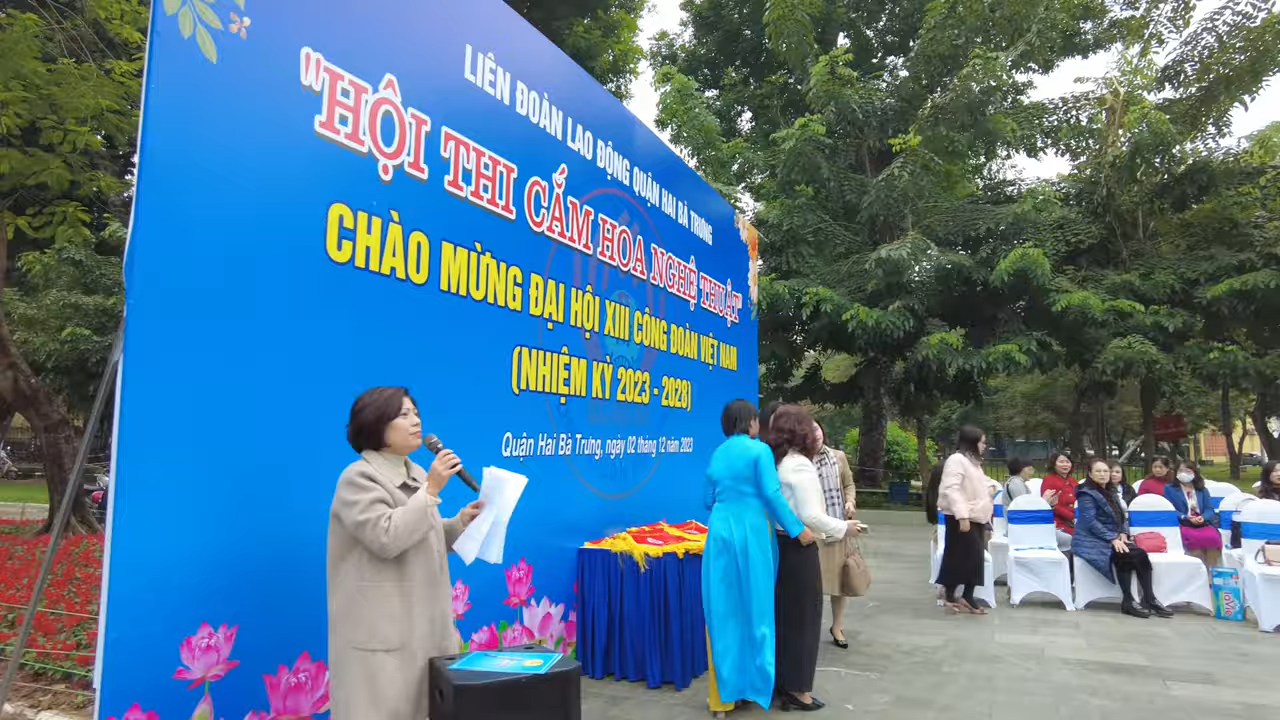 LIÊN ĐOÀN LAO ĐỘNG QUẬN HAI BÀ TRƯNG
"HỘI THI CẮM HOA NGHỆ THUẬT"
CHÀO MỪNG ĐẠI HỘI XIII CÔNG ĐOÀN VIỆT NAM
(NHIỆM KỲ 2023 - 2028)
Quận Hai Bà Trưng, ngày 02 tháng 12 năm 2023
LaVie